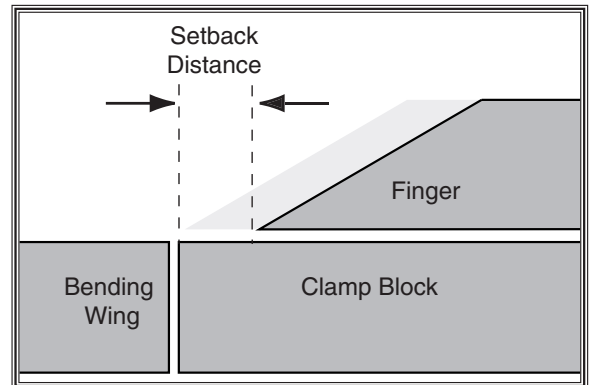 Setback
Distance
Finger
Bending
Wing
Clamp Block